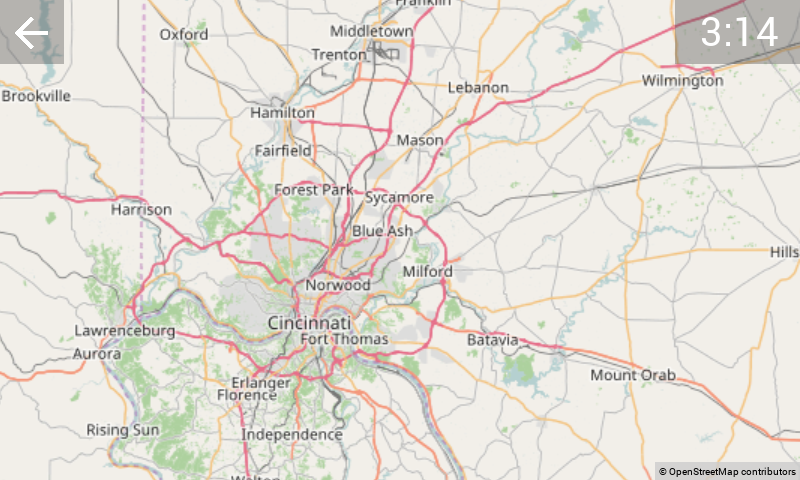 Franklin
3:14
Oxford
Middletown
Trenton
Wilmington
Lebanon
Brookville
Hamilton
Mason
Fairfield
Forest Park
Sycamore
Harrison
Blue Ash
Hills
Milford
Norwood
Cincinnati
Lawrenceburg
Fort Thomas
Batavia
Aurora
Mount Orab
Erlanger
Florence
Rising Sun
Independence
Walton
© OpenStreetMap contributors